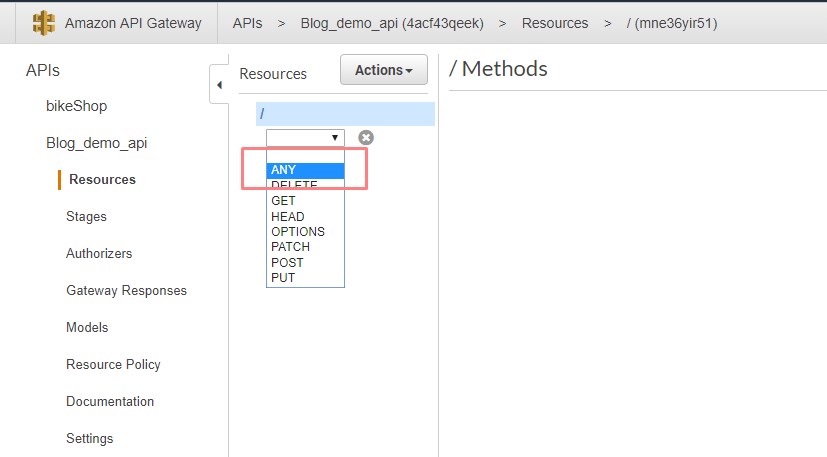 Amazon API Gateway APIs > Blog_demo_api (4acf43qeek) > Resources > / (mne36yir51)
APIs
bikeShop
Blog_demo_api
Resources
Stages
Authorizers
Gateway Responses
Models
Resource Policy
Documentation
Settings
Resources Actions
/
ANY
DELETE
GET
HEAD
OPTIONS
PATCH
POST
PUT
/ Methods